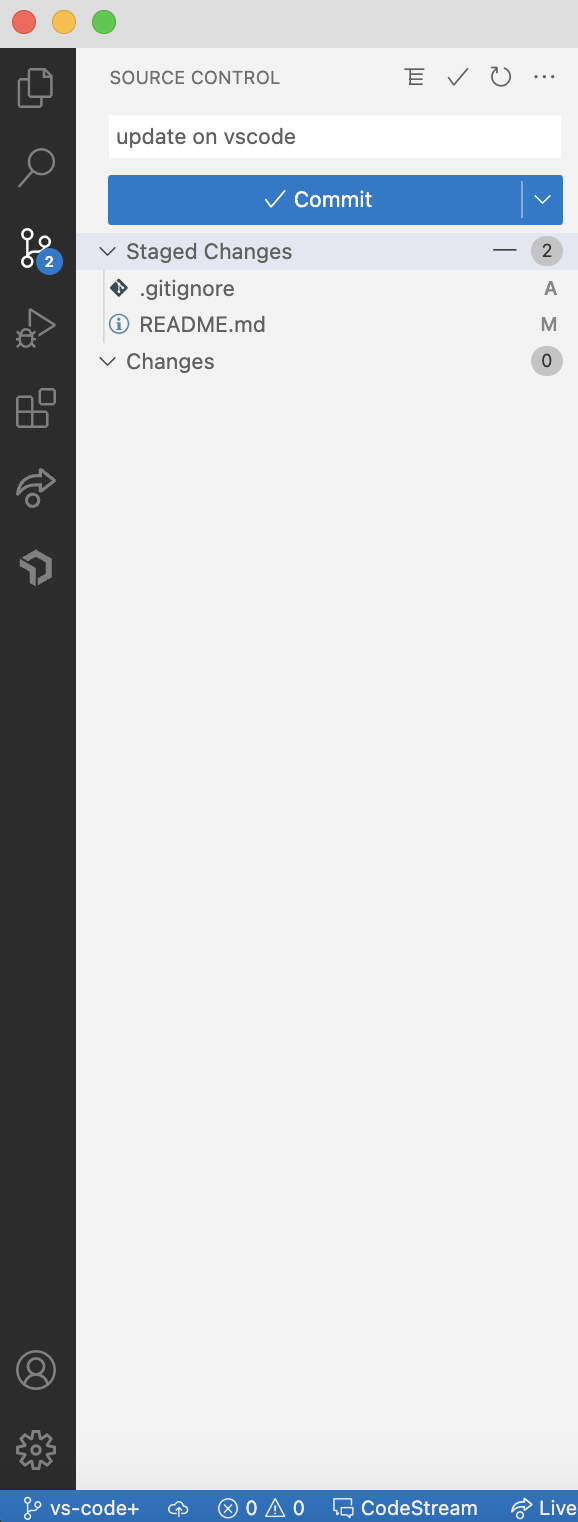 SOURCE CONTROL
update on vscode
Commit
2
Staged Changes 2
.gitignore A
README.md M
Changes 0
vs-code+ 0 0 CodeStream Live